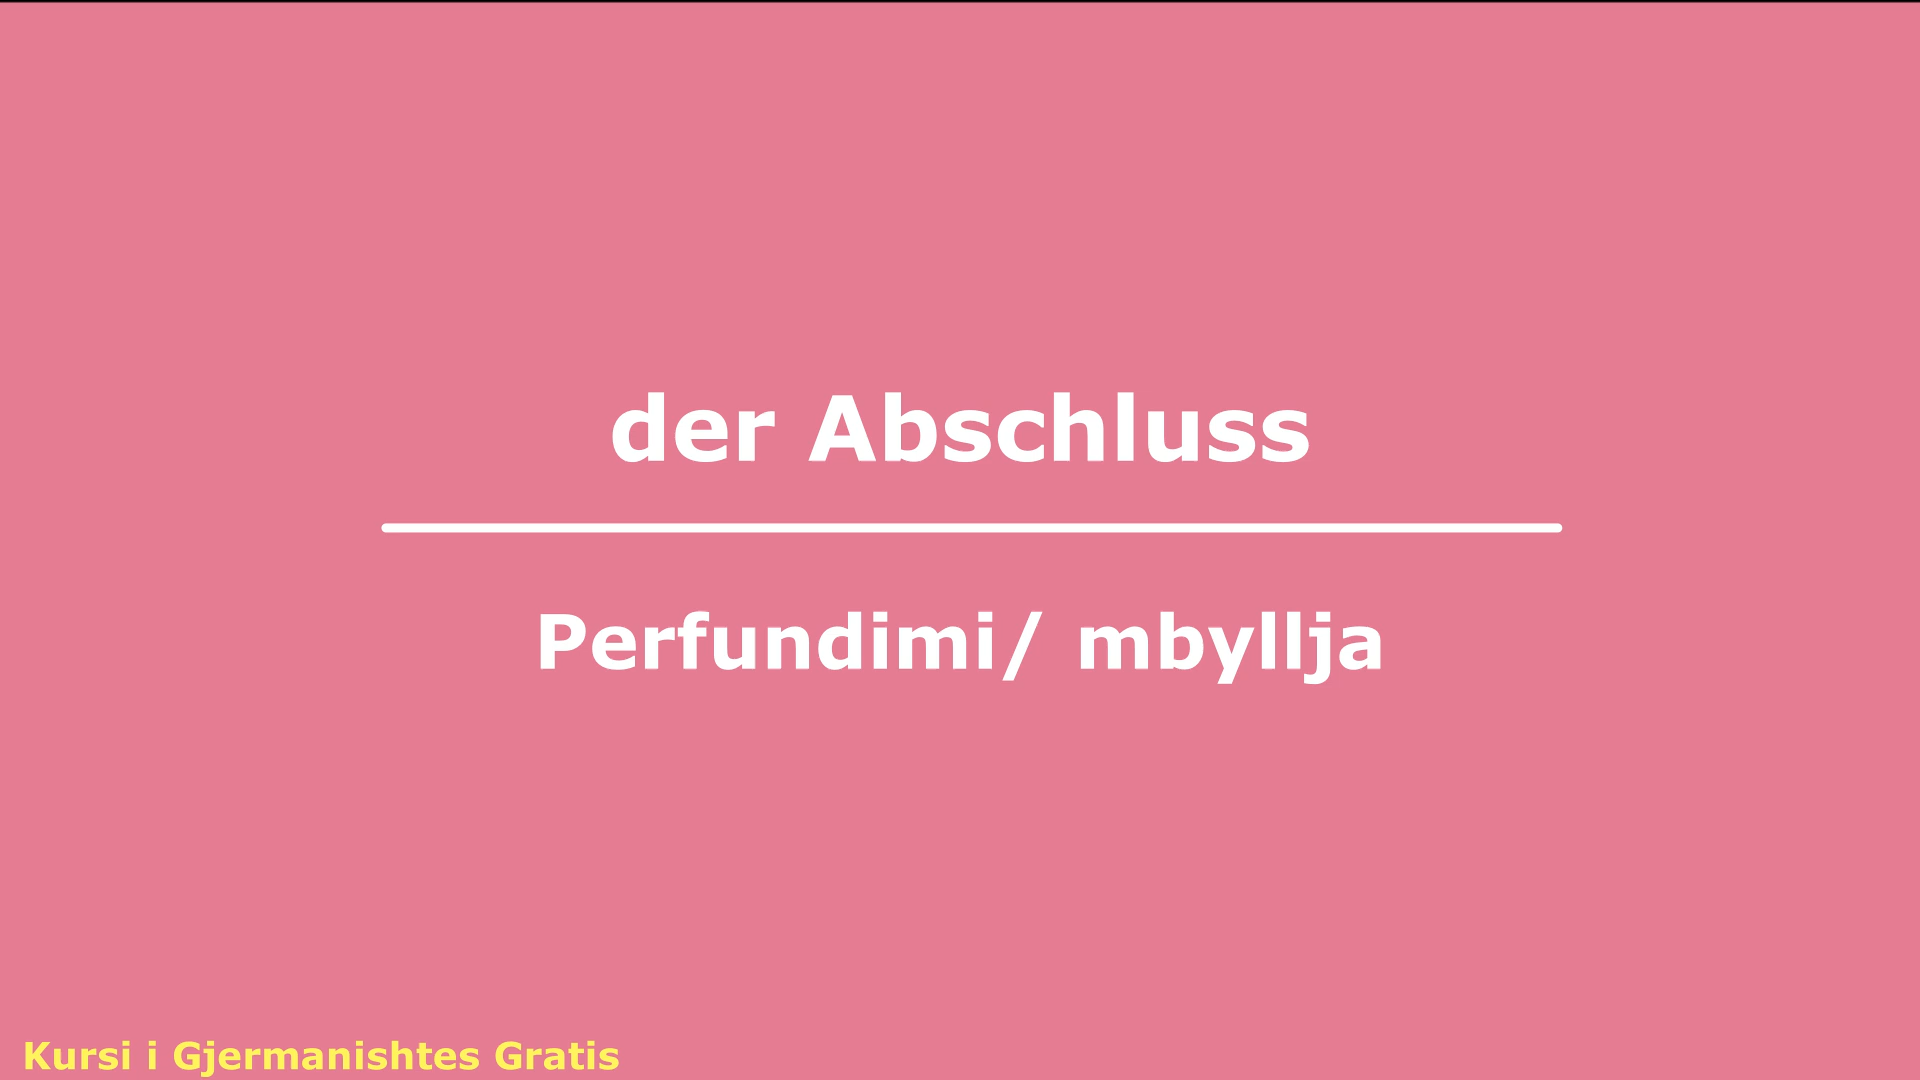 der Abschluss
Perfundimi/ mbyllja
Kursi i Gjermanishtes Gratis